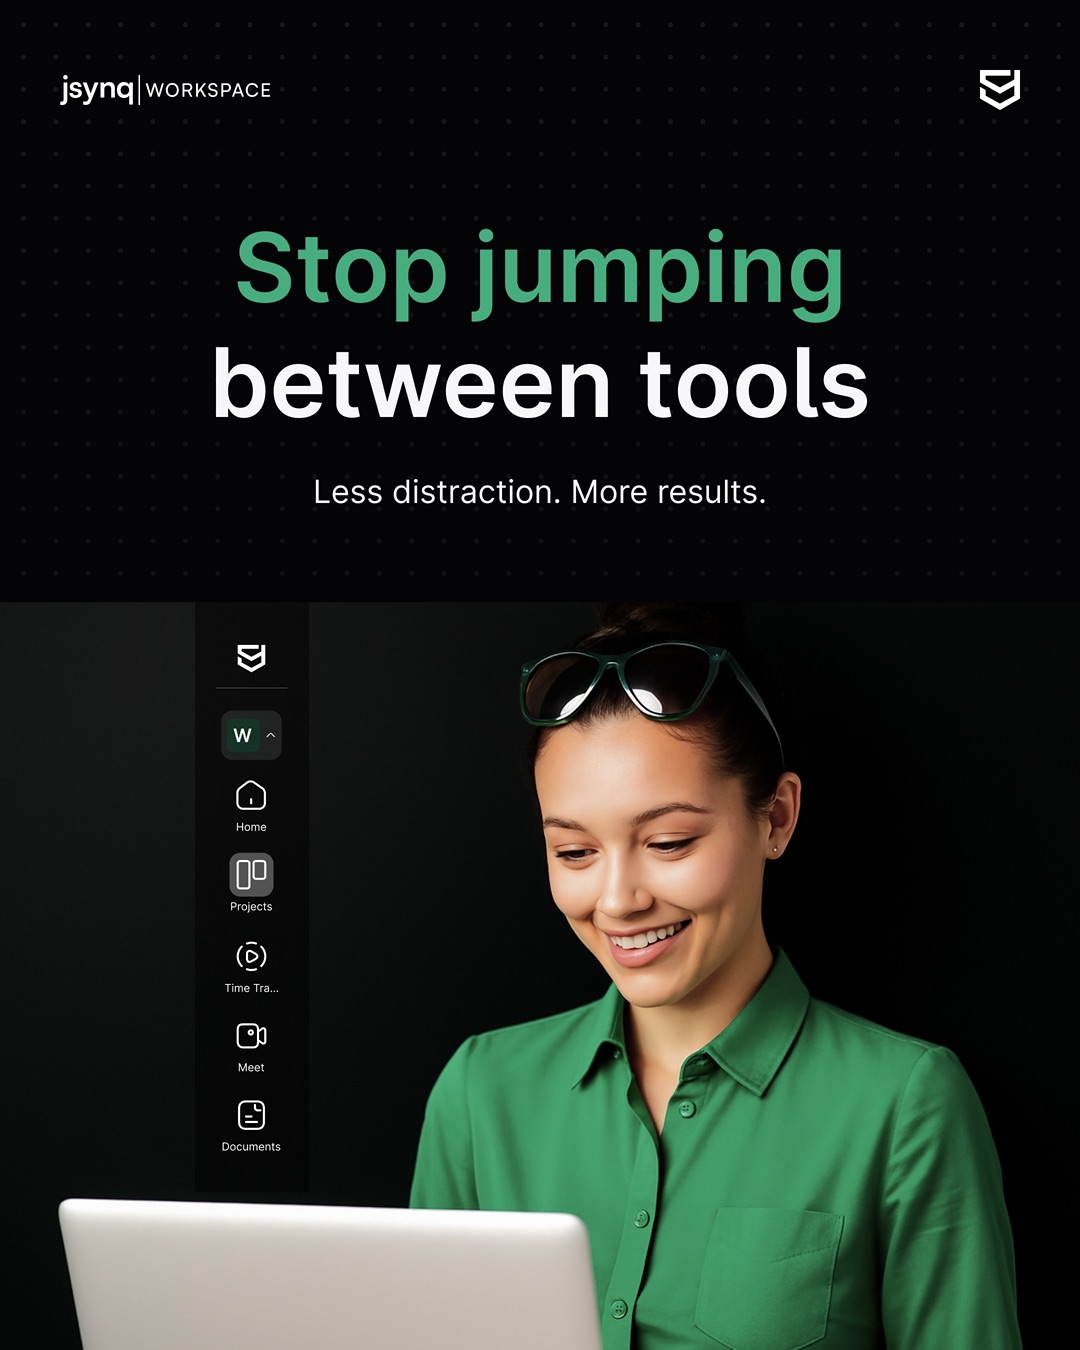 jsynq|WORKSPACE
Stop jumping
between tools
Less distraction. More results.
W
Home
Projects
Time Tra...
Meet
Documents